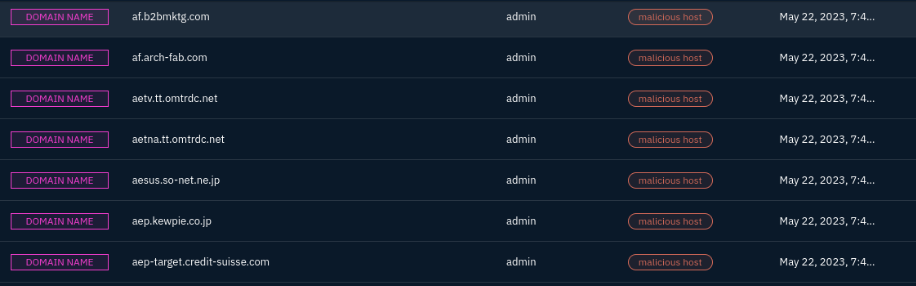 DOMAIN NAME af.b2bmktg.com admin malicious host May 22, 2023, 7:4...
DOMAIN NAME af.arch-fab.com admin malicious host May 22, 2023, 7:4...
DOMAIN NAME aetv.tt.omtrdc.net admin malicious host May 22, 2023, 7:4...
DOMAIN NAME aetna.tt.omtrdc.net admin malicious host May 22, 2023, 7:4...
DOMAIN NAME aesus.so-net.ne.jp admin malicious host May 22, 2023, 7:4...
DOMAIN NAME aep.kewpie.co.jp admin malicious host May 22, 2023, 7:4...
DOMAIN NAME aep-target.credit-suisse.com admin malicious host May 22, 2023, 7:4...